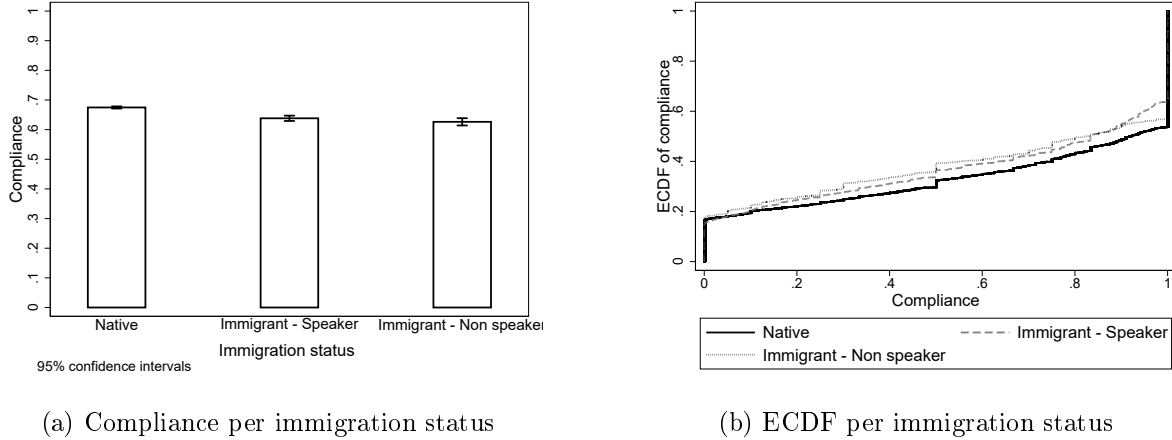 Compliance
0 .1 .2 .3 .4 .5 .6 .7 .8 .9 1
Native Immigrant - Speaker Immigrant - Non speaker
Immigration status
95% confidence intervals
(a) Compliance per immigration status
ECDF of compliance
0 .2 .4 .6 .8 1
0 .2 .4 .6 .8 1
Compliance
Native Immigrant - Speaker
Immigrant - Non speaker
(b) ECDF per immigration status